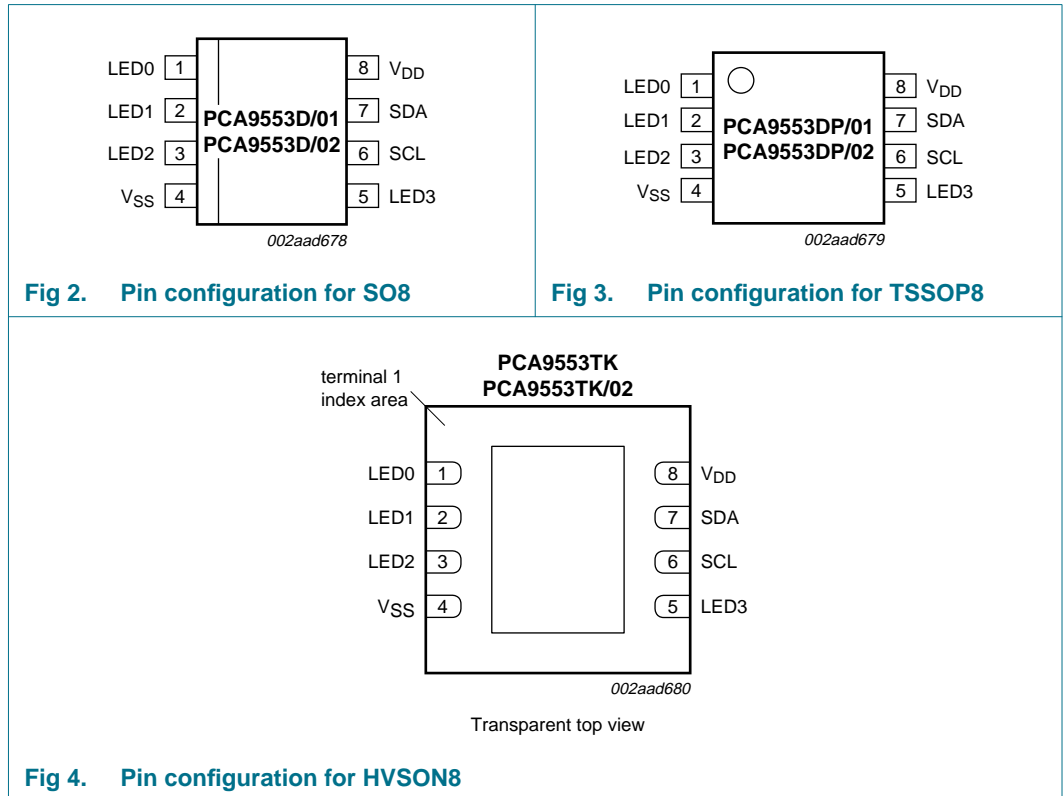 LED0 1
LED1 2
LED2 3
VSS 4
PCA9553D/01
PCA9553D/02
8 VDD
7 SDA
6 SCL
5 LED3
002aad678
Fig 2. Pin configuration for SO8
LED0 1
LED1 2
LED2 3
VSS 4
PCA9553DP/01
PCA9553DP/02
8 VDD
7 SDA
6 SCL
5 LED3
002aad679
Fig 3. Pin configuration for TSSOP8
PCA9553TK
PCA9553TK/02
terminal 1
index area
LED0 1
LED1 2
LED2 3
VSS 4
8 VDD
7 SDA
6 SCL
5 LED3
002aad680
Transparent top view
Fig 4. Pin configuration for HVSON8